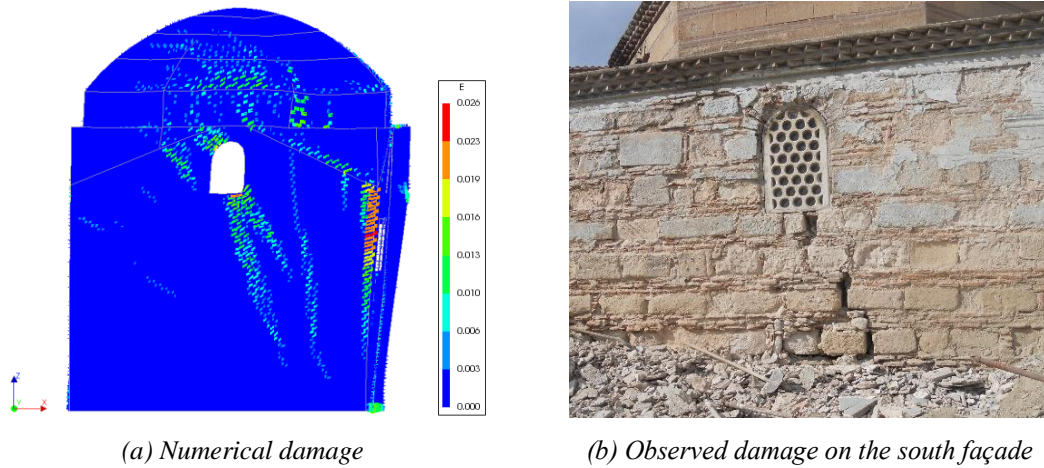 E
0.026
0.023
0.019
0.016
0.013
0.010
0.006
0.003
0.000
Z
Y
X
(a) Numerical damage
(b) Observed damage on the south façade